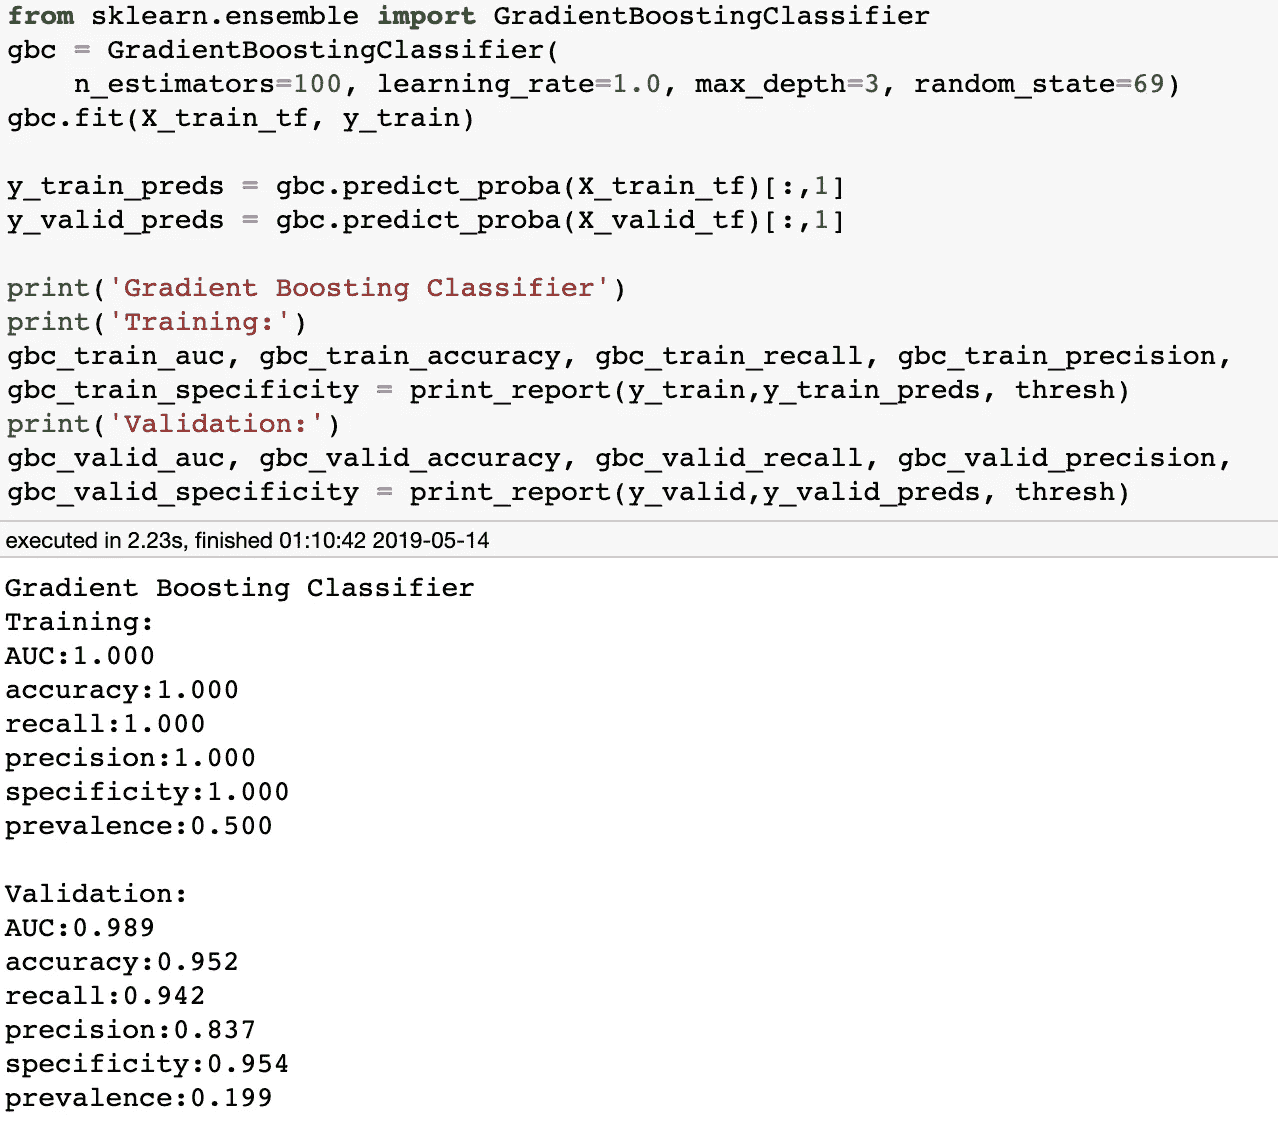 from sklearn.ensemble import GradientBoostingClassifier
gbc = GradientBoostingClassifier(
    n_estimators=100, learning_rate=1.0, max_depth=3, random_state=69)
gbc.fit(X_train_tf, y_train)

y_train_preds = gbc.predict_proba(X_train_tf)[:,1]
y_valid_preds = gbc.predict_proba(X_valid_tf)[:,1]

print('Gradient Boosting Classifier')
print('Training:')
gbc_train_auc, gbc_train_accuracy, gbc_train_recall, gbc_train_precision,
gbc_train_specificity = print_report(y_train,y_train_preds, thresh)
print('Validation:')
gbc_valid_auc, gbc_valid_accuracy, gbc_valid_recall, gbc_valid_precision,
gbc_valid_specificity = print_report(y_valid,y_valid_preds, thresh)
executed in 2.23s, finished 01:10:42 2019-05-14
Gradient Boosting Classifier
Training:
AUC:1.000
accuracy:1.000
recall:1.000
precision:1.000
specificity:1.000
prevalence:0.500

Validation:
AUC:0.989
accuracy:0.952
recall:0.942
precision:0.837
specificity:0.954
prevalence:0.199